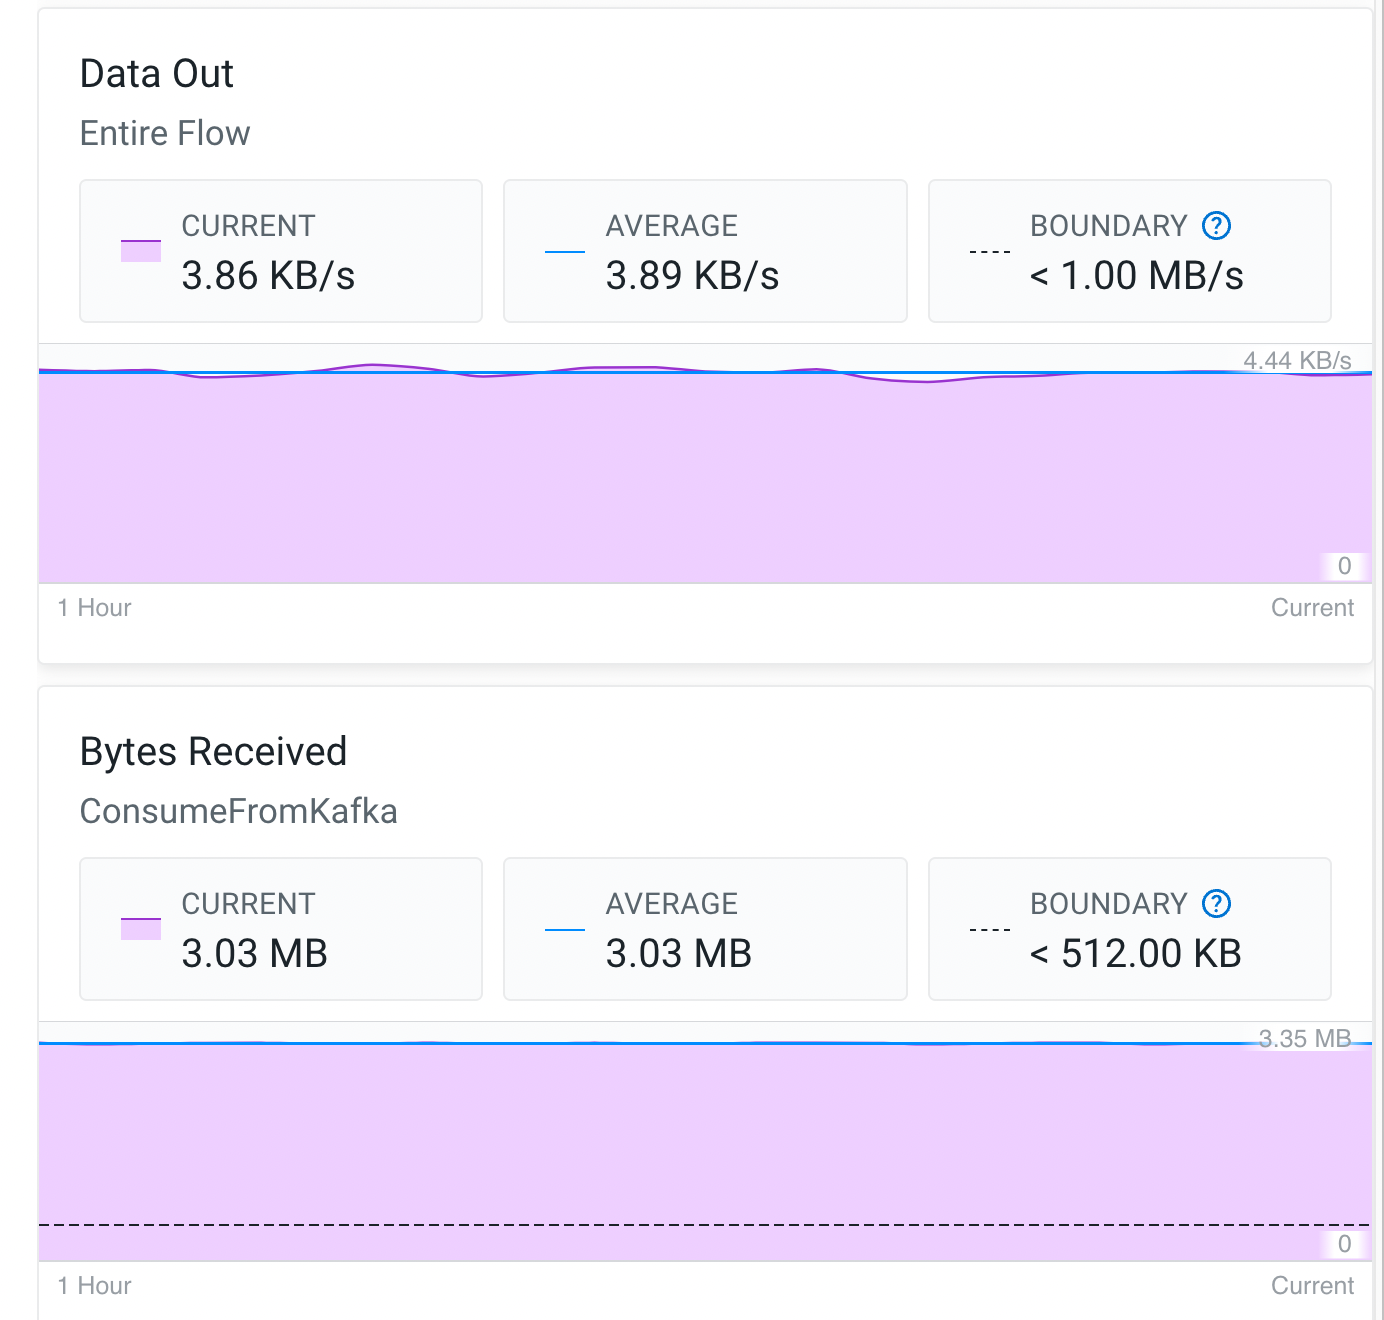 Data Out
Entire Flow
CURRENT
3.86 KB/s
AVERAGE
3.89 KB/s
BOUNDARY ?
< 1.00 MB/s
4.44 KB/s
0
1 Hour
Current
Bytes Received
ConsumeFromKafka
CURRENT
3.03 MB
AVERAGE
3.03 MB
BOUNDARY ?
< 512.00 KB
3.35 MB
0
1 Hour
Current